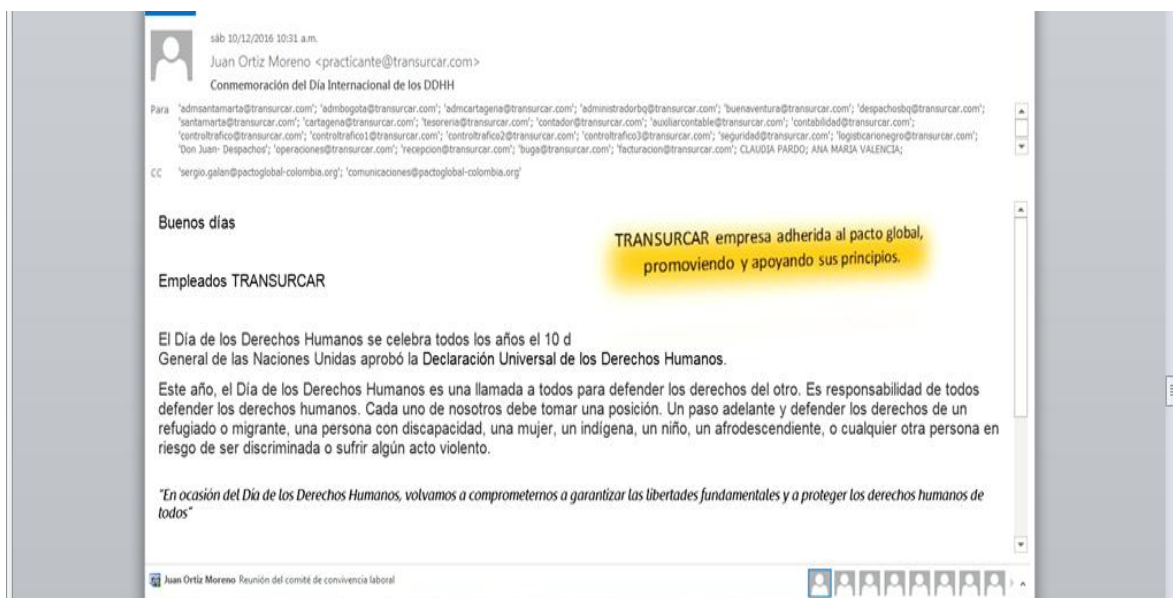 sáb 10/12/2016 10:31 a.m.
Juan Ortiz Moreno <practicante@transurcar.com>
Conmemoración del Día Internacional de los DDHH
Para 'admsantamarta@transurcar.com'; 'admbogota@transurcar.com'; 'admcartagena@transurcar.com'; 'administradorbq@transurcar.com'; 'buenaventura@transurcar.com'; 'despachosbq@transurcar.com';
'santamarta@transurcar.com'; 'cartagena@transurcar.com'; 'tesoreria@transurcar.com'; 'contador@transurcar.com'; 'auxiliarcontable@transurcar.com'; 'contabilidad@transurcar.com';
'controltrafico@transurcar.com'; 'controltrafico1@transurcar.com'; 'controltrafico2@transurcar.com'; 'controltrafico3@transurcar.com'; 'seguridad@transurcar.com'; 'logisticarionegro@transurcar.com';
'Don Juan- Despachos'; 'operaciones@transurcar.com'; 'recepcion@transurcar.com'; 'buga@transurcar.com'; 'facturacion@transurcar.com'; CLAUDIA PARDO; ANA MARIA VALENCIA;
CC 'sergio.galan@pactoglobal-colombia.org'; 'comunicaciones@pactoglobal-colombia.org'
Buenos días
TRANSURCAR empresa adherida al pacto global,
promoviendo y apoyando sus principios.
Empleados TRANSURCAR
El Día de los Derechos Humanos se celebra todos los años el 10 d
General de las Naciones Unidas aprobó la Declaración Universal de los Derechos Humanos.
Este año, el Día de los Derechos Humanos es una llamada a todos para defender los derechos del otro. Es responsabilidad de todos
defender los derechos humanos. Cada uno de nosotros debe tomar una posición. Un paso adelante y defender los derechos de un
refugiado o migrante, una persona con discapacidad, una mujer, un indígena, un niño, un afrodescendiente, o cualquier otra persona en
riesgo de ser discriminada o sufrir algún acto violento.
"En ocasión del Día de los Derechos Humanos, volvamos a comprometernos a garantizar las libertades fundamentales y a proteger los derechos humanos de
todos"
Juan Ortiz Moreno Reunión del comité de convivencia laboral